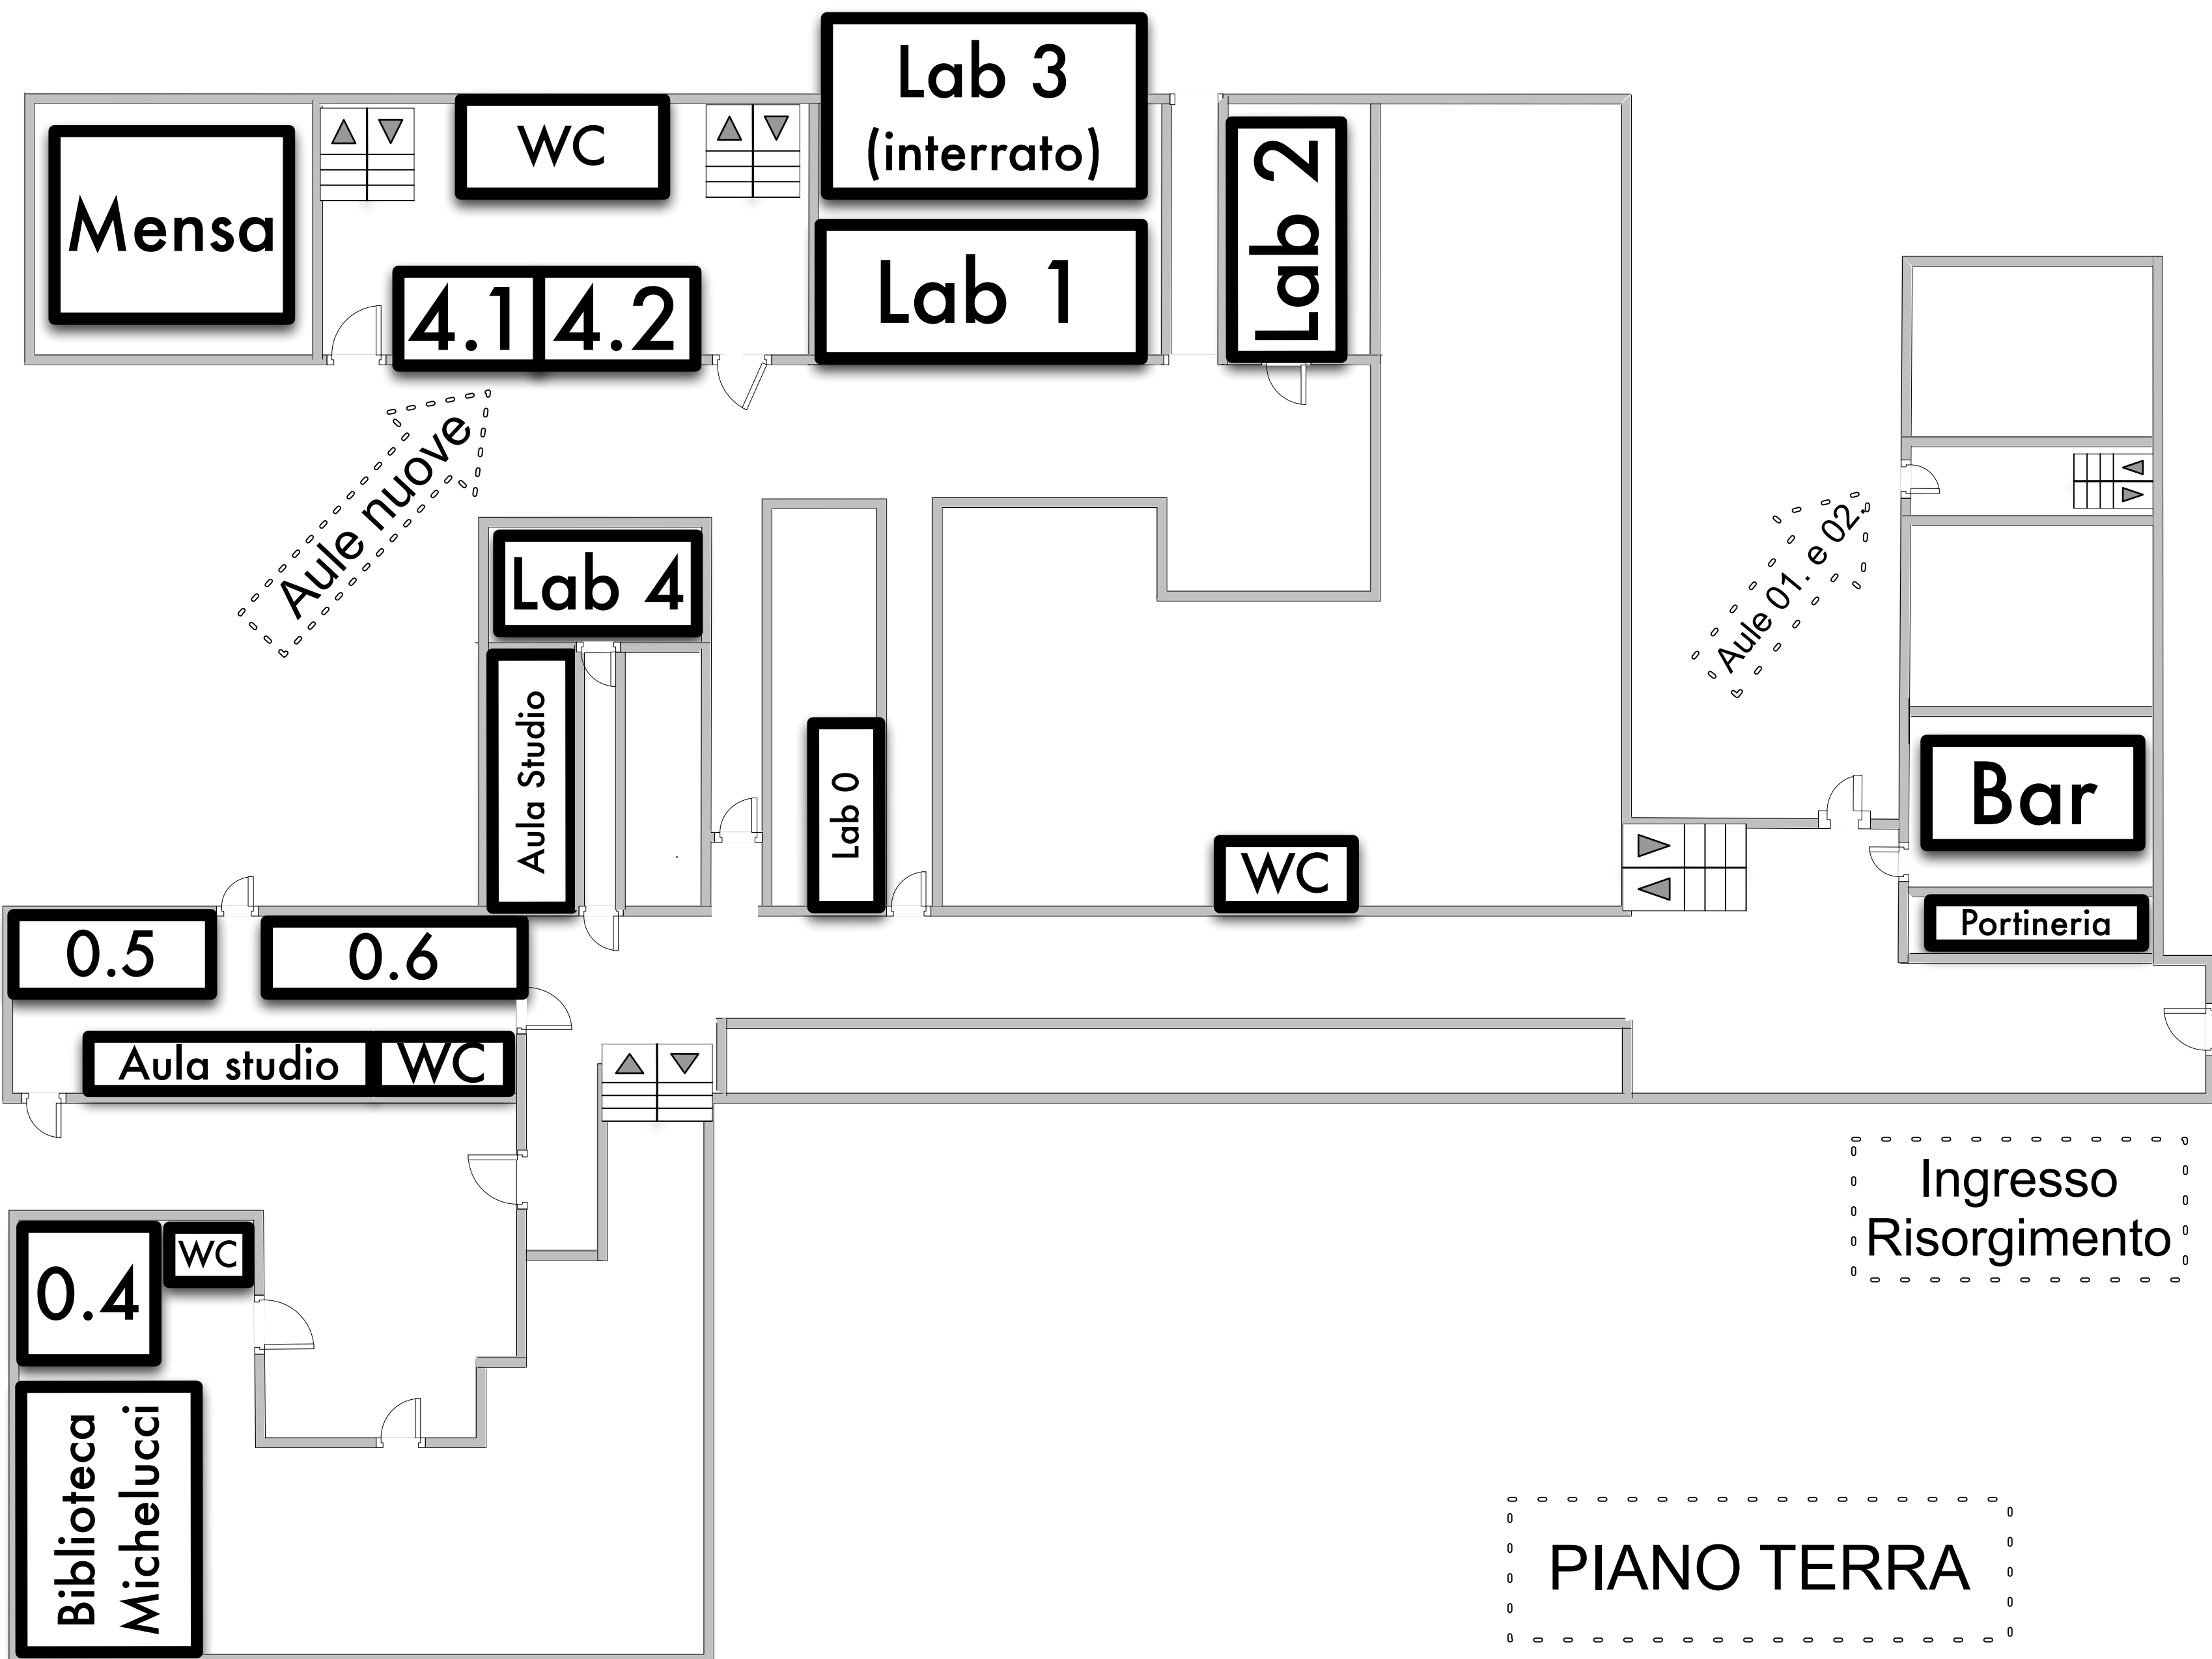 Lab 3
(interrato)
WC
Mensa
Lab 2
Lab 1
4.1
4.2
Aule nuove
Aule 01. e 02.
Lab 4
Aula Studio
Lab 0
Bar
WC
Portineria
0.5
0.6
Aula studio
WC
Ingresso
Risorgimento
0.4
WC
Biblioteca
Michelucci
PIANO TERRA